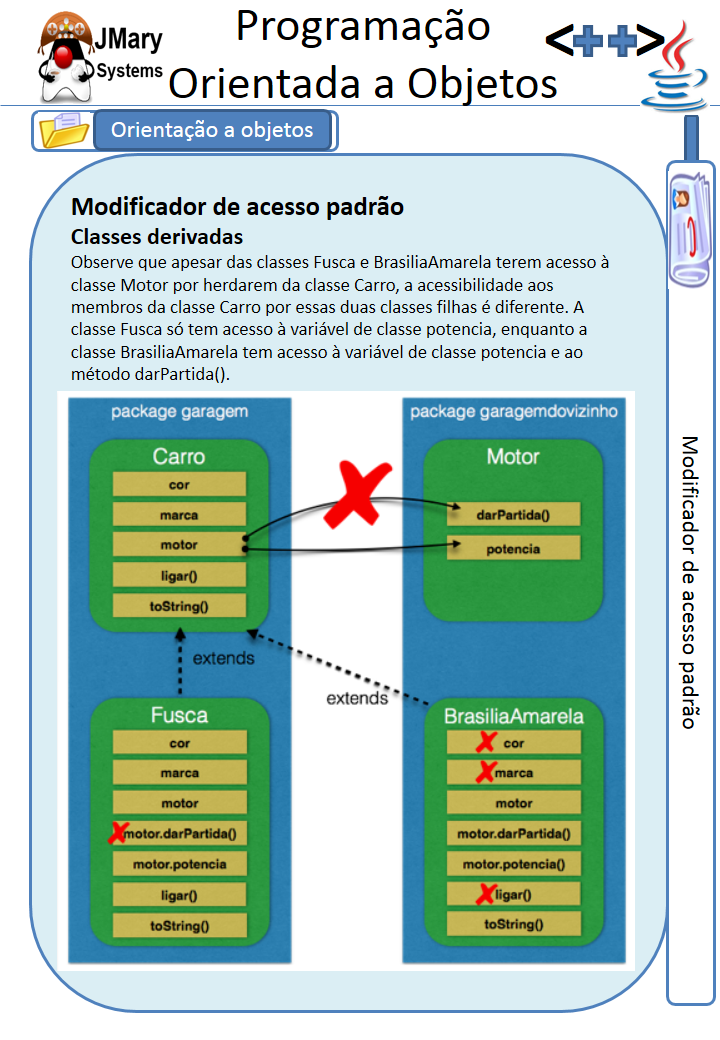 JMary
Systems
Programação
Orientada a Objetos
<++>
Orientação a objetos
Modificador de acesso padrão
Classes derivadas
Observe que apesar das classes Fusca e BrasiliaAmarela terem acesso à
classe Motor por herdarem da classe Carro, a acessibilidade aos
membros da classe Carro por essas duas classes filhas é diferente. A
classe Fusca só tem acesso à variável de classe potencia, enquanto a
classe BrasiliaAmarela tem acesso à variável de classe potencia e ao
método darPartida().
package garagem
Carro
cor
marca
motor
ligar()
toString()
extends
Fusca
cor
marca
motor
motor.darPartida()
motor.potencia
ligar()
toString()
package garagemdovizinho
Motor
darPartida()
potencia
extends
BrasiliaAmarela
cor
marca
motor
motor.darPartida()
motor.potencia()
ligar()
toString()
Modificador de acesso padrão